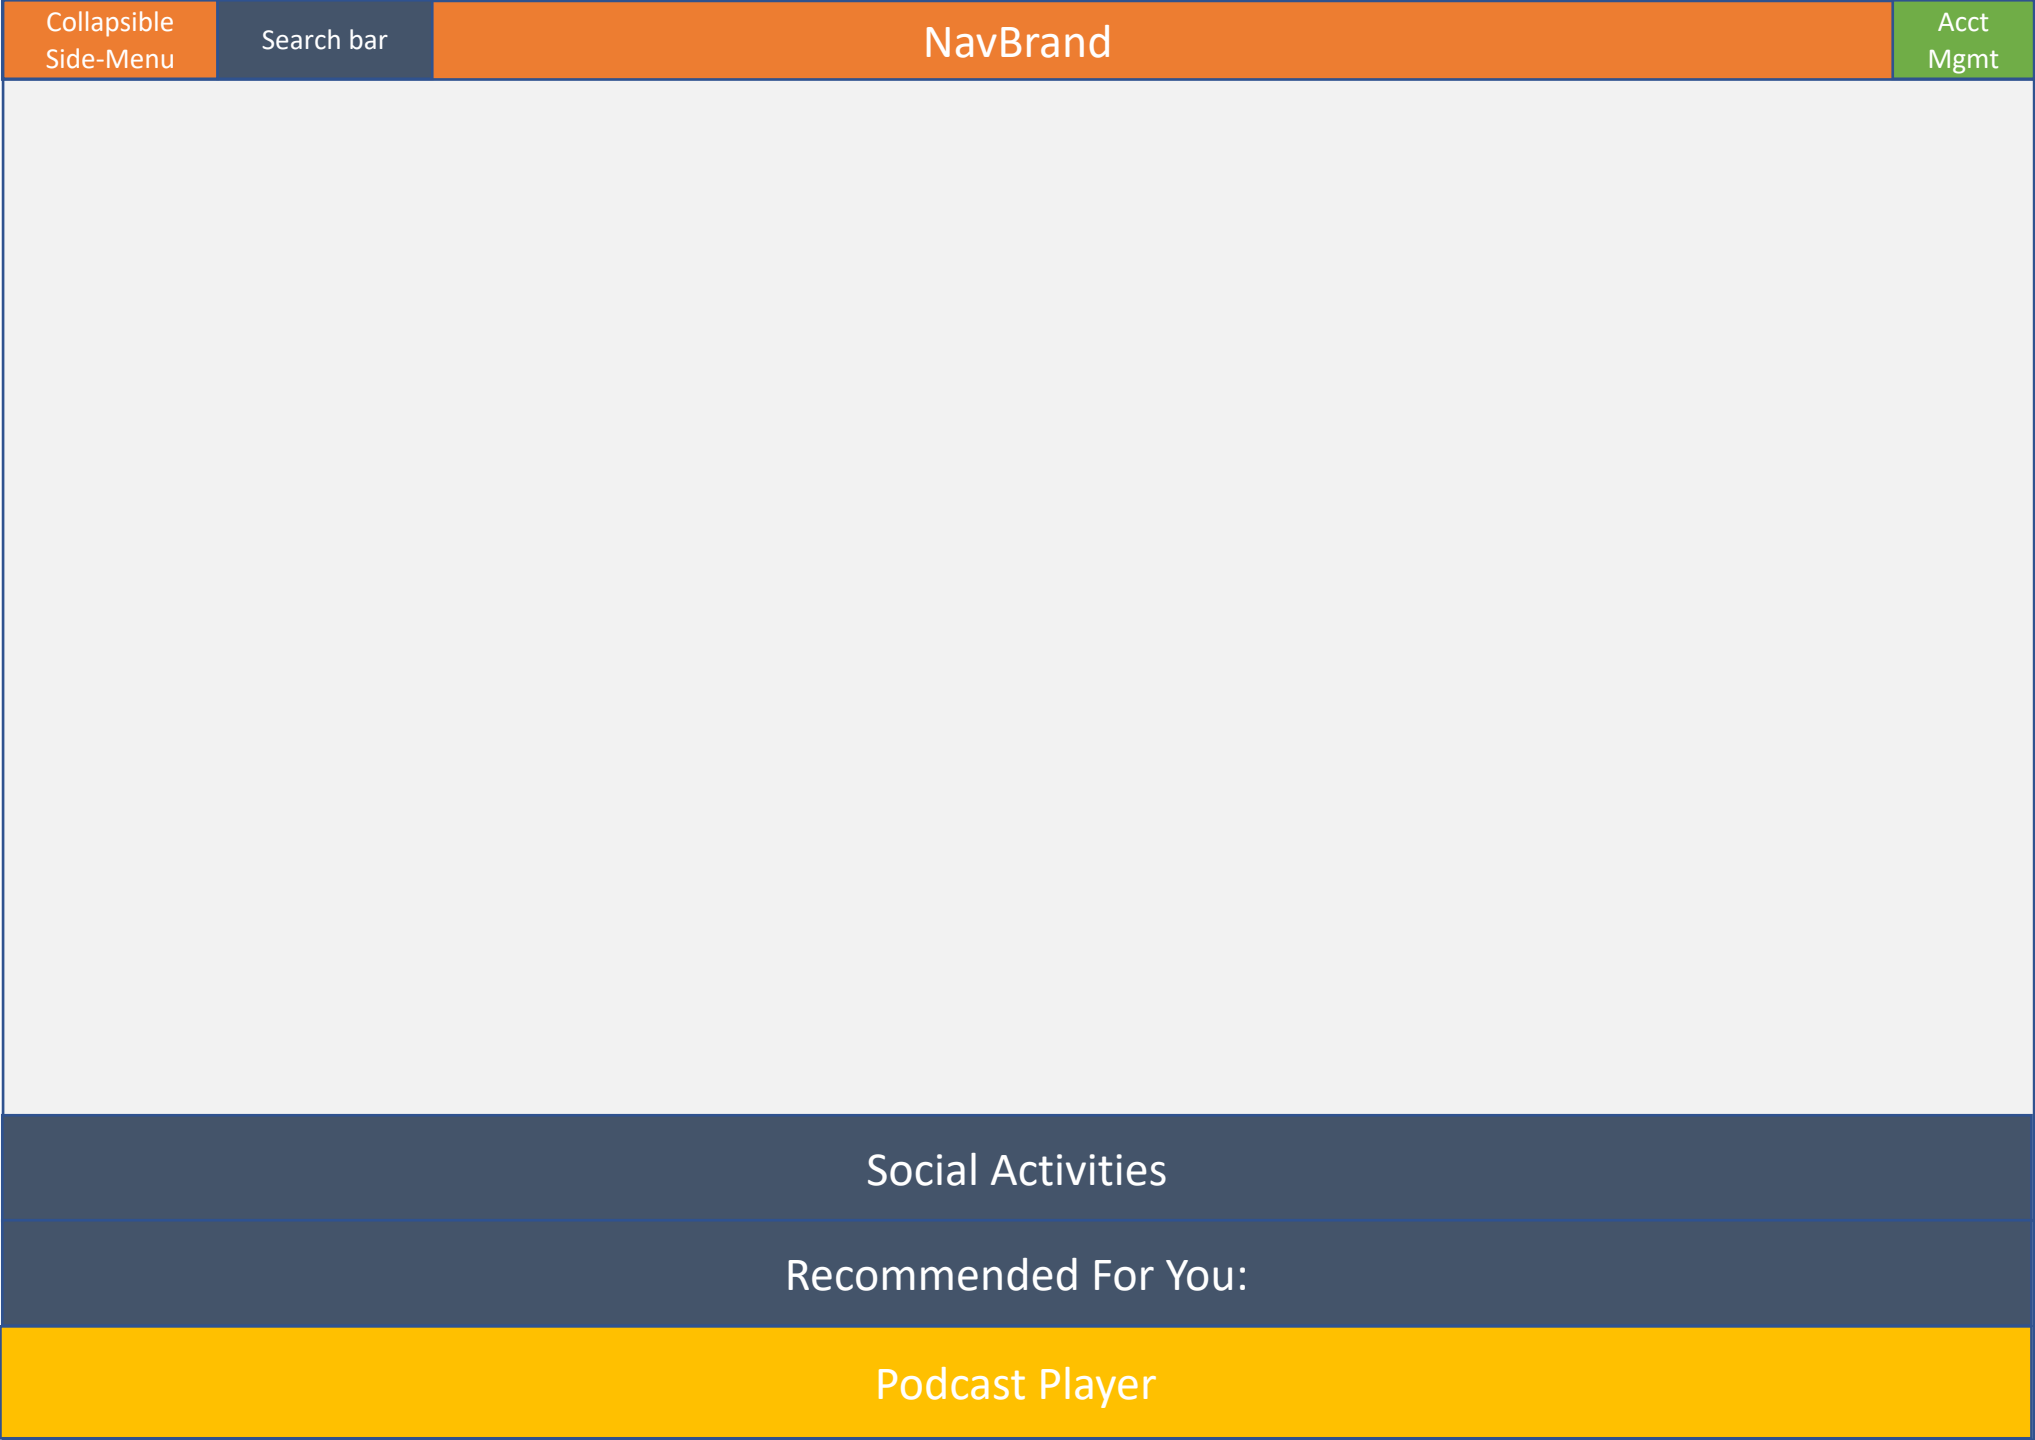 Collapsible
Side-Menu
Search bar
NavBrand
Acct
Mgmt
Social Activities
Recommended For You:
Podcast Player